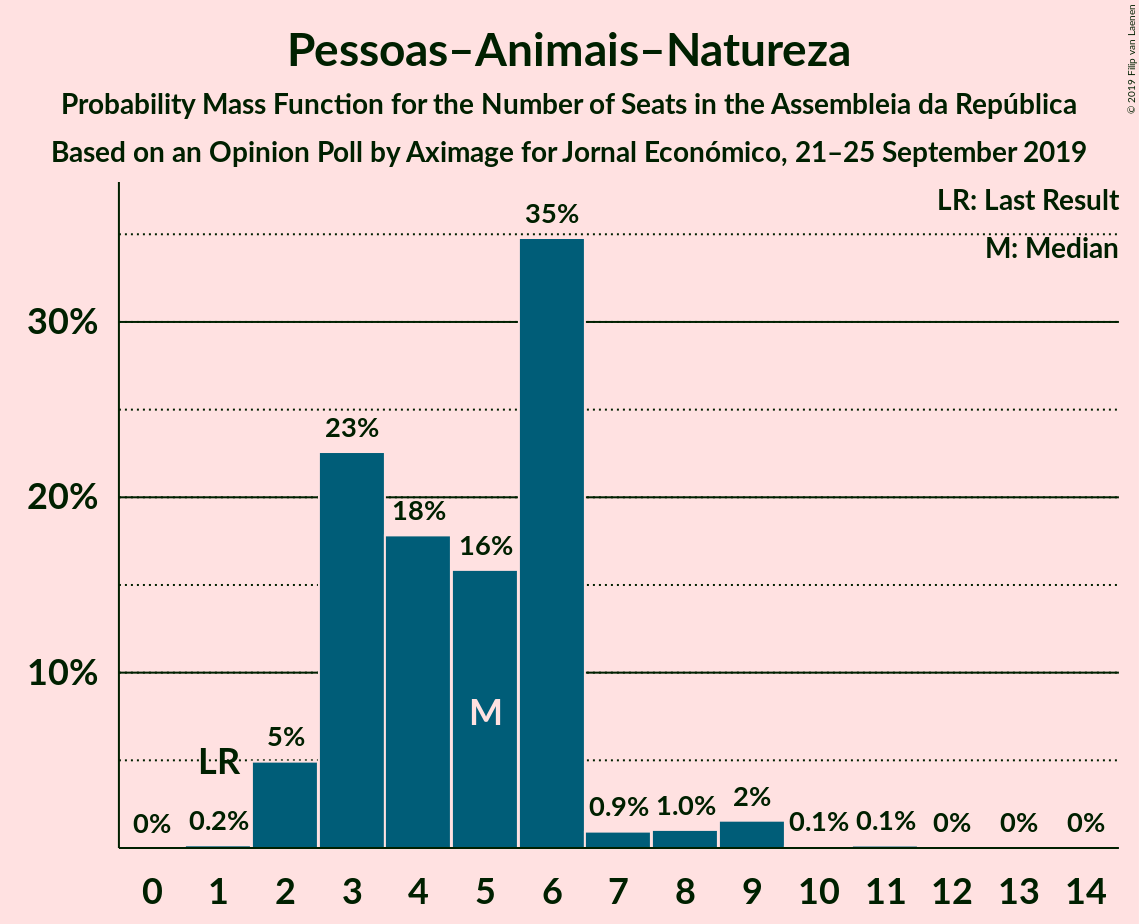 Pessoas–Animais–Natureza
Probability Mass Function for the Number of Seats in the Assembleia da República
Based on an Opinion Poll by Aximage for Jornal Económico, 21–25 September 2019
© 2019 Filip van Laenen
LR: Last Result
M: Median
35%
30%
23%
20%
18%
16%
10%
M
5%
LR
0%
0.2%
0.9%
1.0%
2%
0.1%
0.1%
0%
0%
0%
0 1 2 3 4 5 6 7 8 9 10 11 12 13 14